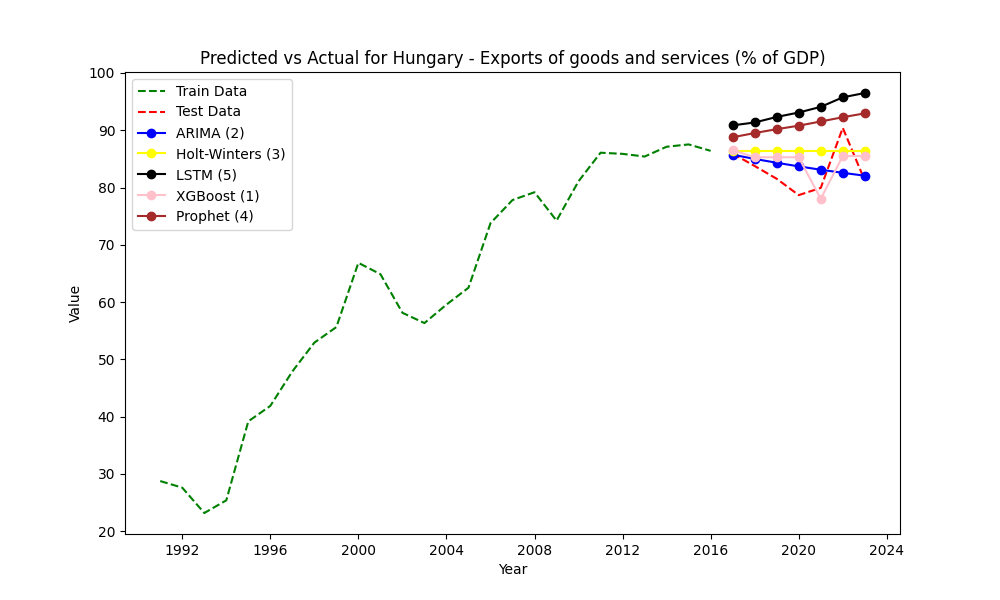 Predicted vs Actual for Hungary - Exports of goods and services (% of GDP)
Value
100
90
80
70
60
50
40
30
20
Train Data
Test Data
ARIMA (2)
Holt-Winters (3)
LSTM (5)
XGBoost (1)
Prophet (4)
1992 1996 2000 2004 2008 2012 2016 2020 2024
Year